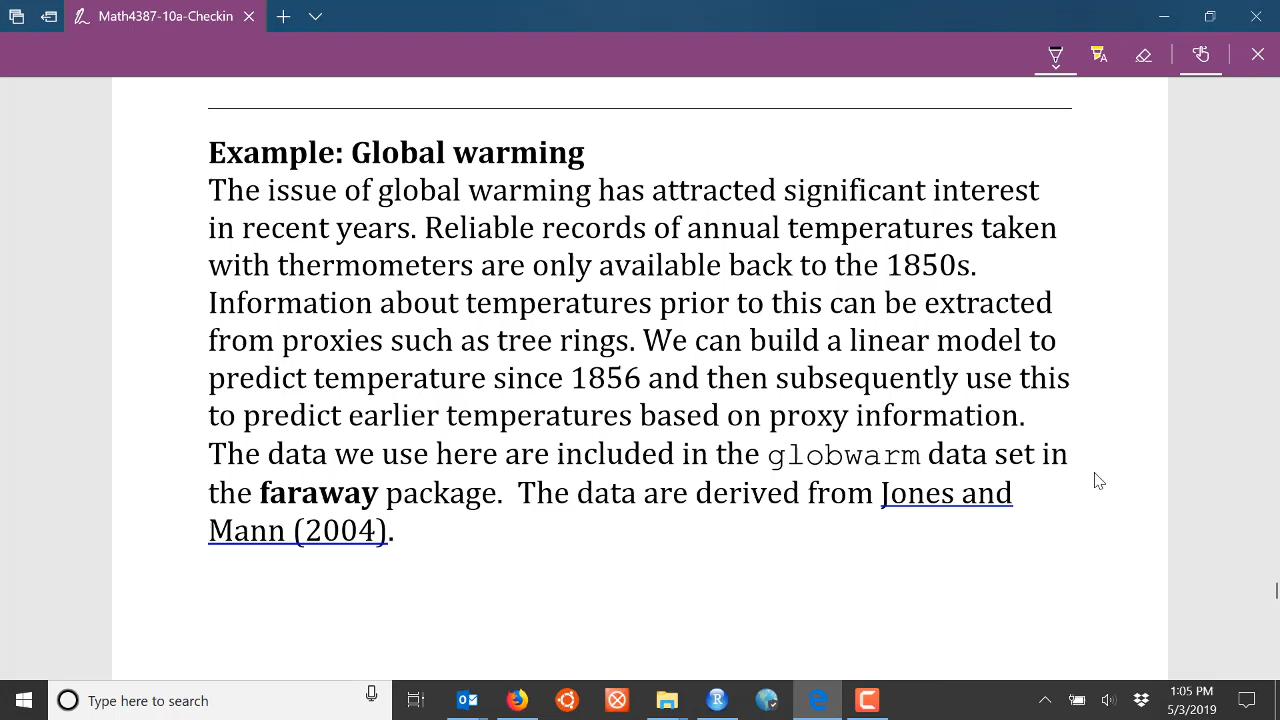 Math4387-10a-Checkin
Example: Global warming
The issue of global warming has attracted significant interest
in recent years. Reliable records of annual temperatures taken
with thermometers are only available back to the 1850s.
Information about temperatures prior to this can be extracted
from proxies such as tree rings. We can build a linear model to
predict temperature since 1856 and then subsequently use this
to predict earlier temperatures based on proxy information.
The data we use here are included in the globwarm data set in
the faraway package. The data are derived from Jones and
Mann (2004).
Type here to search
1:05 PM
5/3/2019